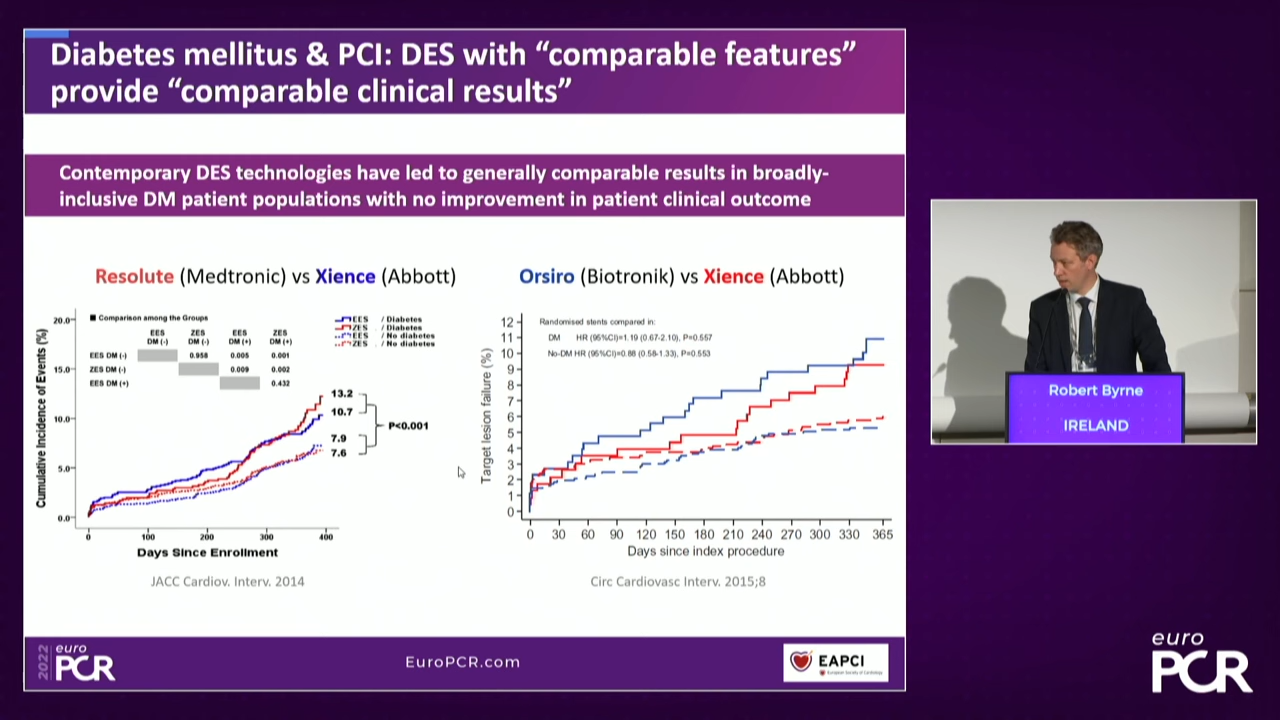 Diabetes mellitus & PCI: DES with “comparable features”
provide “comparable clinical results”
Contemporary DES technologies have led to generally comparable results in broadly-
inclusive DM patient populations with no improvement in patient clinical outcome
Resolute (Medtronic) vs Xience (Abbott)
Cumulative Incidence of Events (%)
20.0
15.0
10.0
5.0
0.0
Comparison among the Groups
EES DM (-) ZES DM (-) EES DM (+) ZES DM (+)
EES DM (-) 0.958 0.005 0.001
ZES DM (-) 0.009 0.002
EES DM (+) 0.432
EES / Diabetes
ZES / Diabetes
EES / No diabetes
ZES / No diabetes
13.2
10.7
7.9
7.6
P<0.001
0 100 200 300 400
Days Since Enrollment
JACC Cardiov. Interv. 2014
Orsiro (Biotronik) vs Xience (Abbott)
Target lesion failure (%)
12
11
10
9
8
7
6
5
4
3
2
1
0
Randomised stents compared in:
DM HR (95%CI)=1.19 (0.67-2.10), P=0.557
No-DM HR (95%CI)=0.88 (0.58-1.33), P=0.553
0 30 60 90 120 150 180 210 240 270 300 330 365
Days since index procedure
Circ Cardiovasc Interv. 2015;8
2022
euro
PCR
EuroPCR.com
EAPCI
European Society of Cardiology
Robert Byrne
IRELAND
euro
PCR